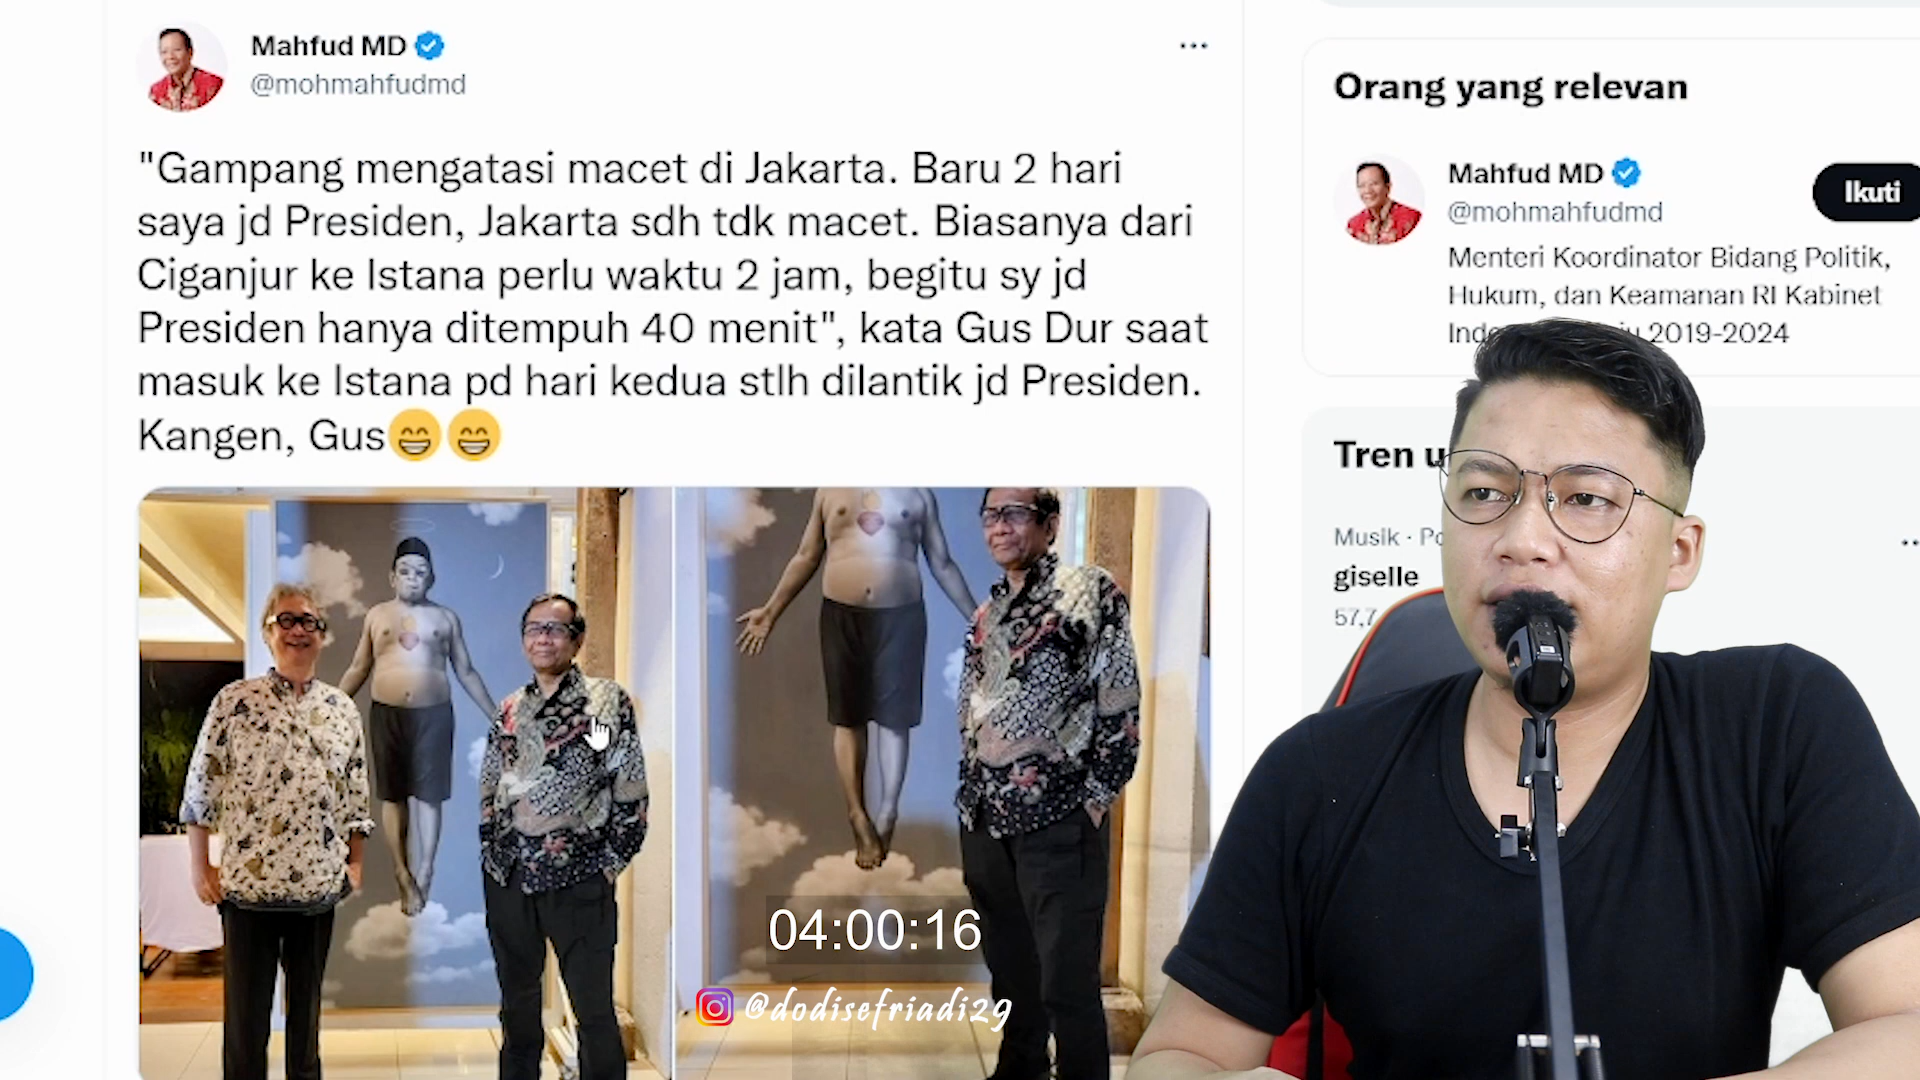 Mahfud MD
@mohmahfudmd
"Gampang mengatasi macet di Jakarta. Baru 2 hari
saya jd Presiden, Jakarta sdh tdk macet. Biasanya dari
Ciganjur ke Istana perlu waktu 2 jam, begitu sy jd
Presiden hanya ditempuh 40 menit", kata Gus Dur saat
masuk ke Istana pd hari kedua stlh dilantik jd Presiden.
Kangen, Gus😁😁
Orang yang relevan
Mahfud MD
@mohmahfudmd
Ikuti
Menteri Koordinator Bidang Politik,
Hukum, dan Keamanan RI Kabinet
2019-2024
Tren
Musik ·
giselle
57,7
04:00:16
@dodisefriadi29